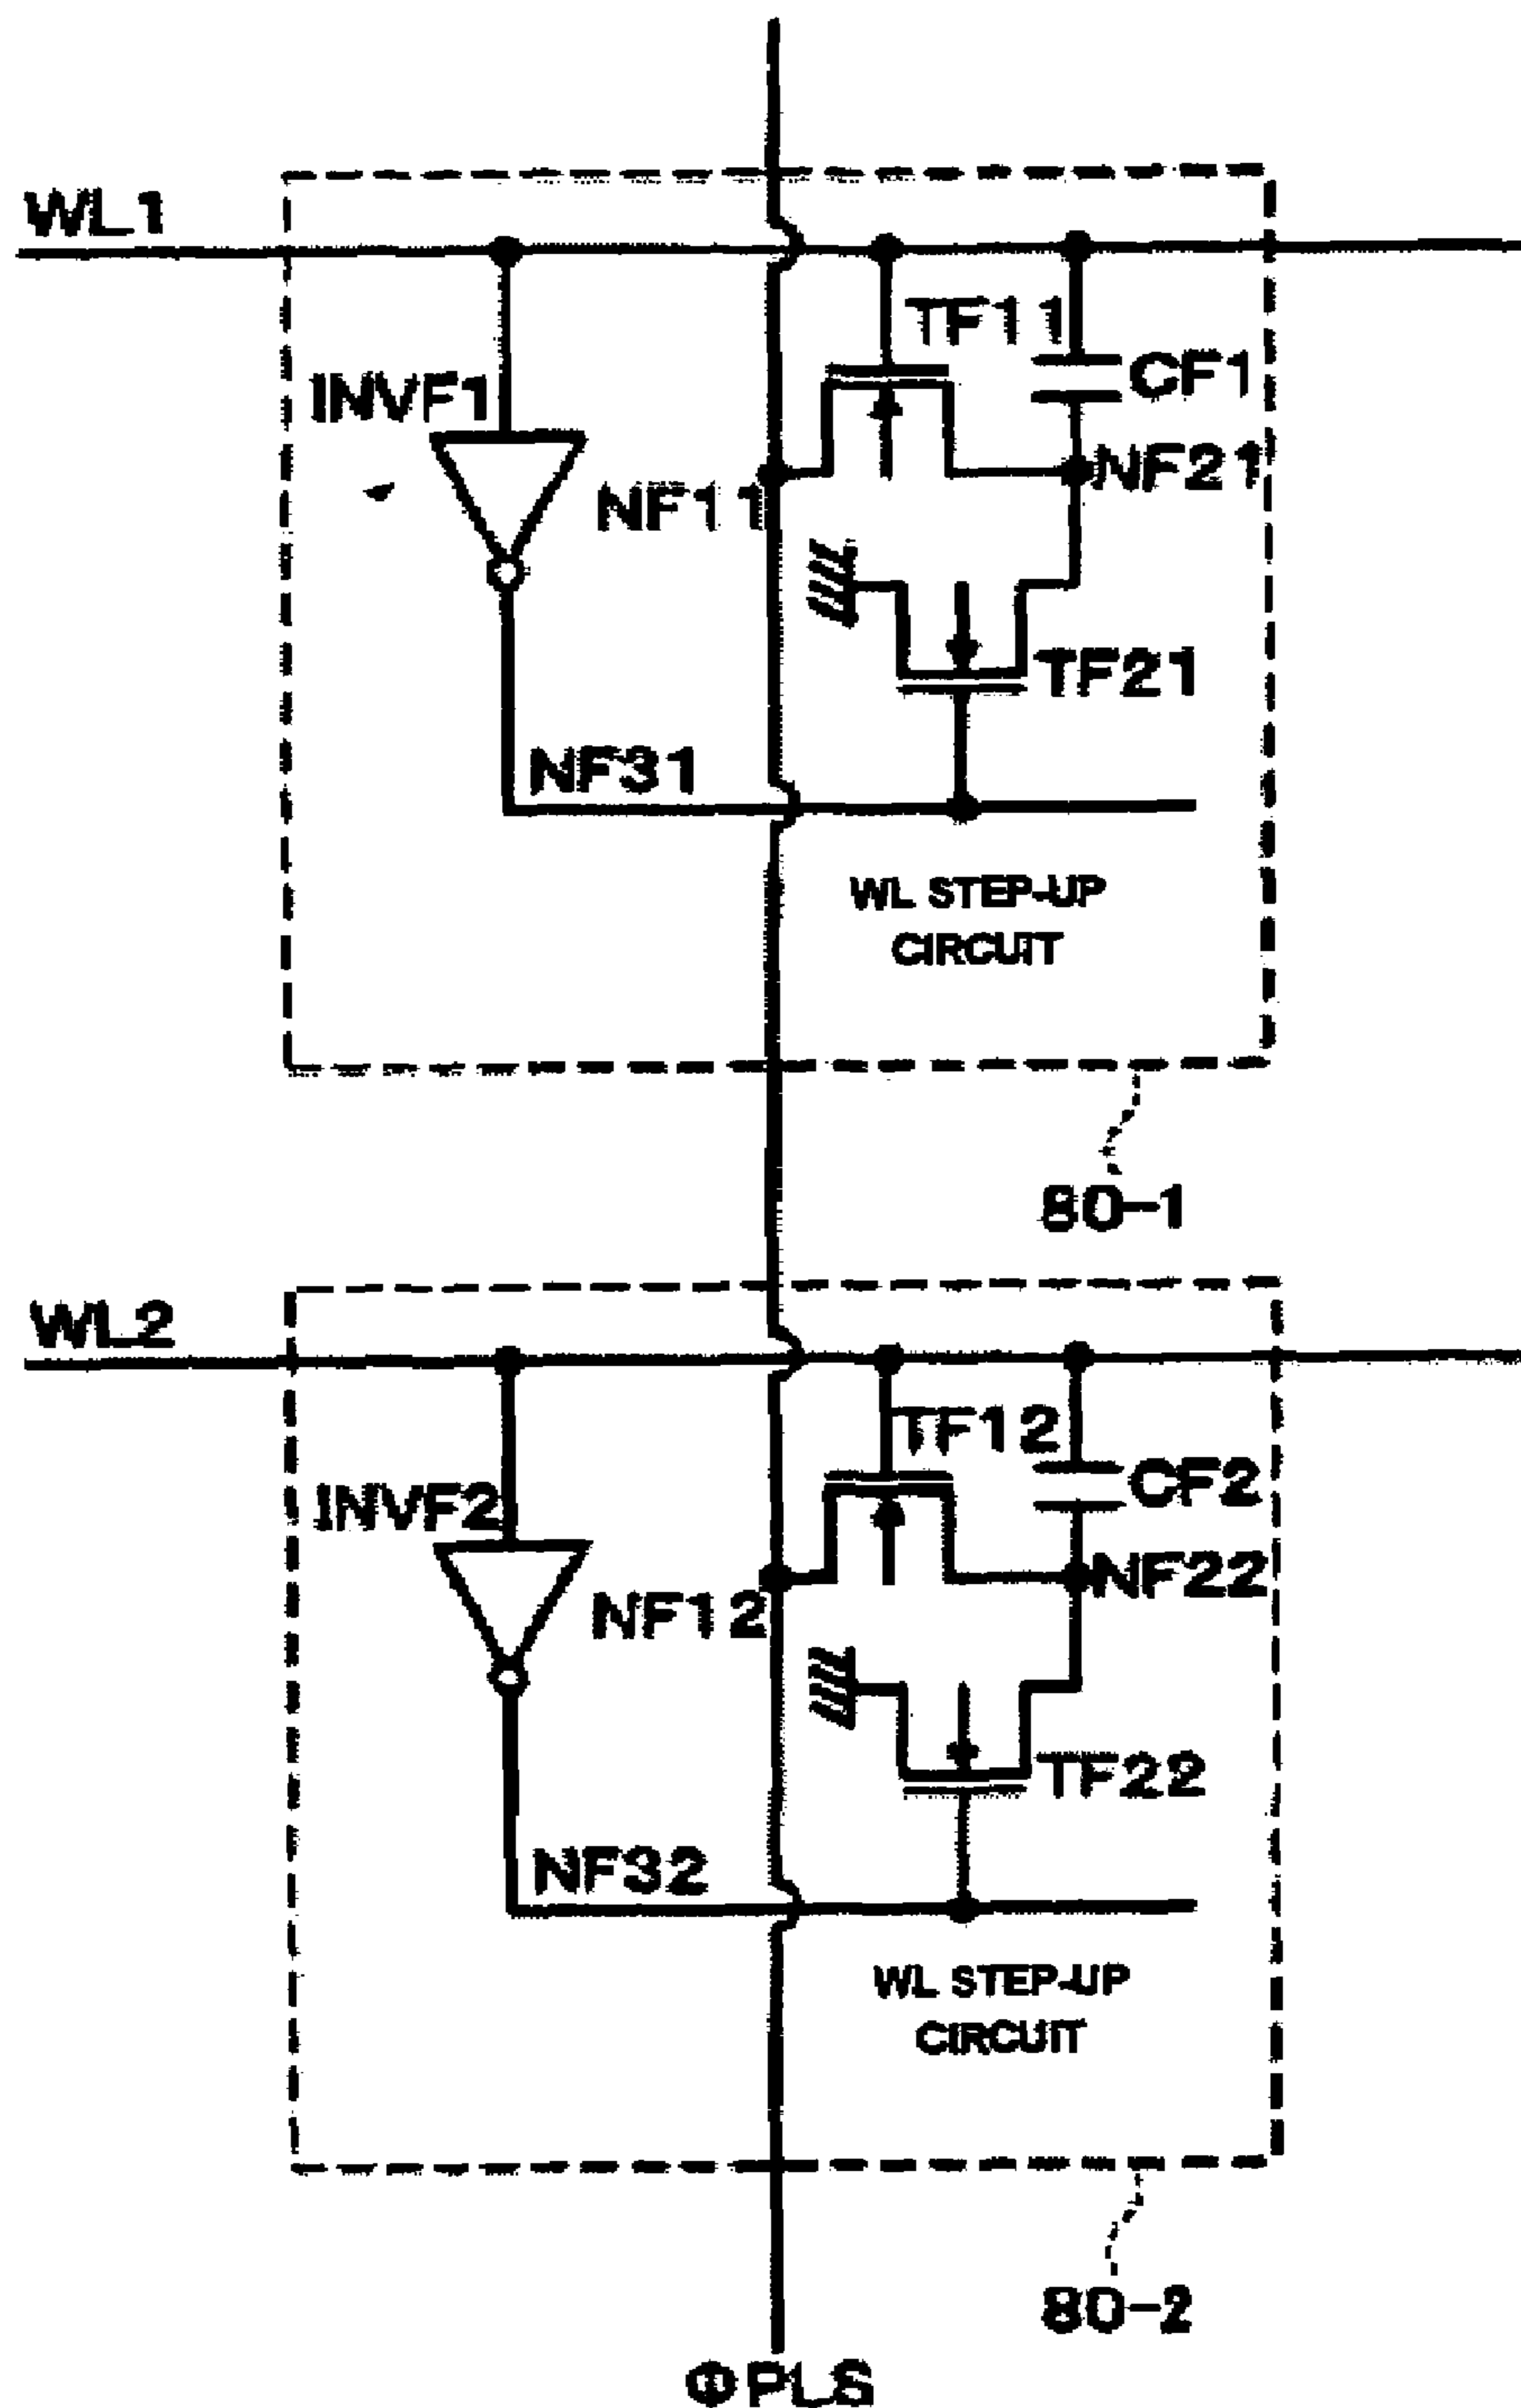 WL1
TF11
CF1
INVF1
NF11
NF21
TF21
NF31
WL STEP-UP
CIRCUIT
80-1
WL2
TF12
CF2
INVF2
NF12
NF22
TF22
NF32
WL STEP-UP
CIRCUIT
80-2
ΦPLS